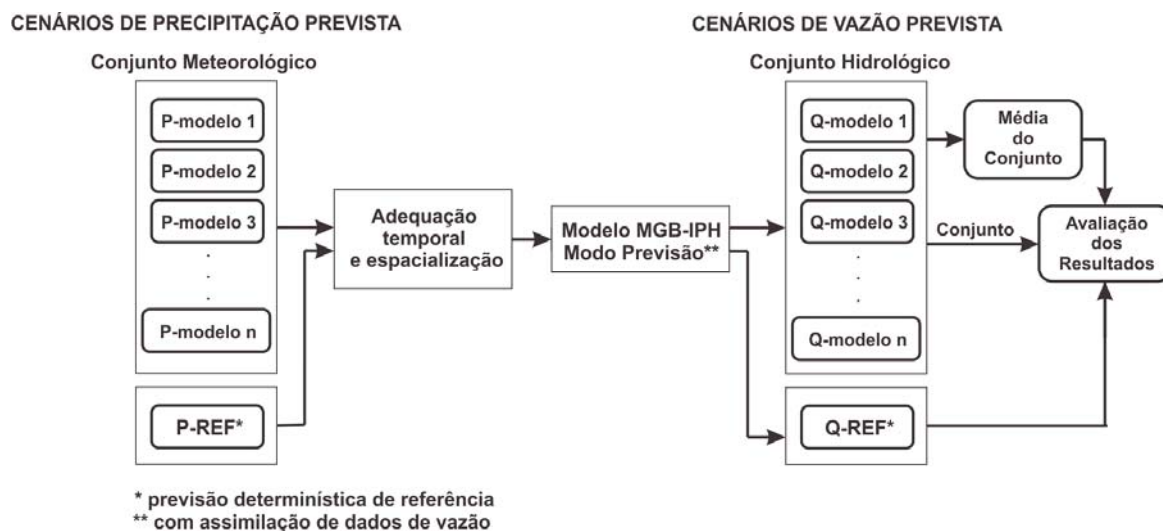 CENÁRIOS DE PRECIPITAÇÃO PREVISTA
Conjunto Meteorológico
P-modelo 1
P-modelo 2
P-modelo 3
.
.
.
P-modelo n
P-REF*
Adequação
temporal
e espacialização
Modelo MGB-IPH
Modo Previsão**
CENÁRIOS DE VAZÃO PREVISTA
Conjunto Hidrológico
Q-modelo 1
Q-modelo 2
Q-modelo 3
.
.
.
Q-modelo n
Q-REF*
Média
do
Conjunto
Conjunto
Avaliação
dos
Resultados
* previsão determinística de referência
** com assimilação de dados de vazão